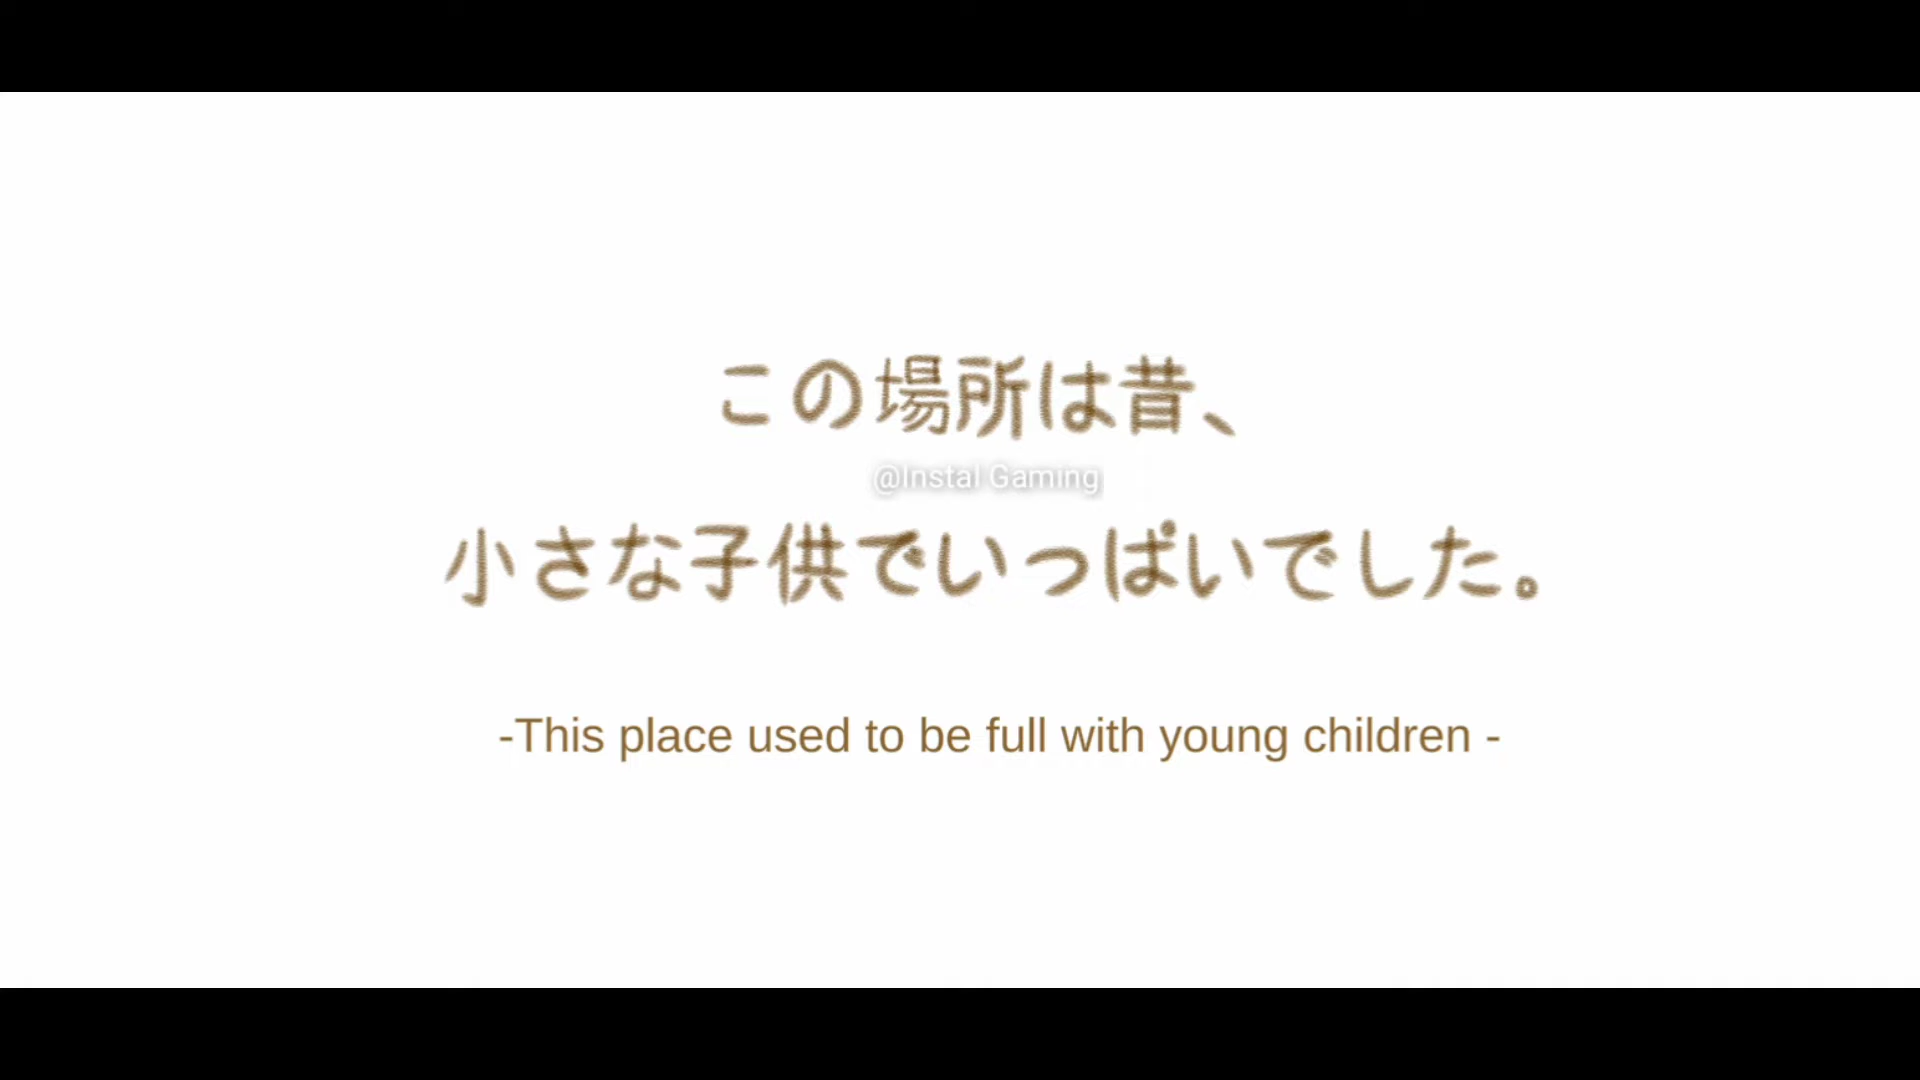 この場所は昔、
@Instal Gaming
小さな子供でいっぱいでした。
-This place used to be full with young children -